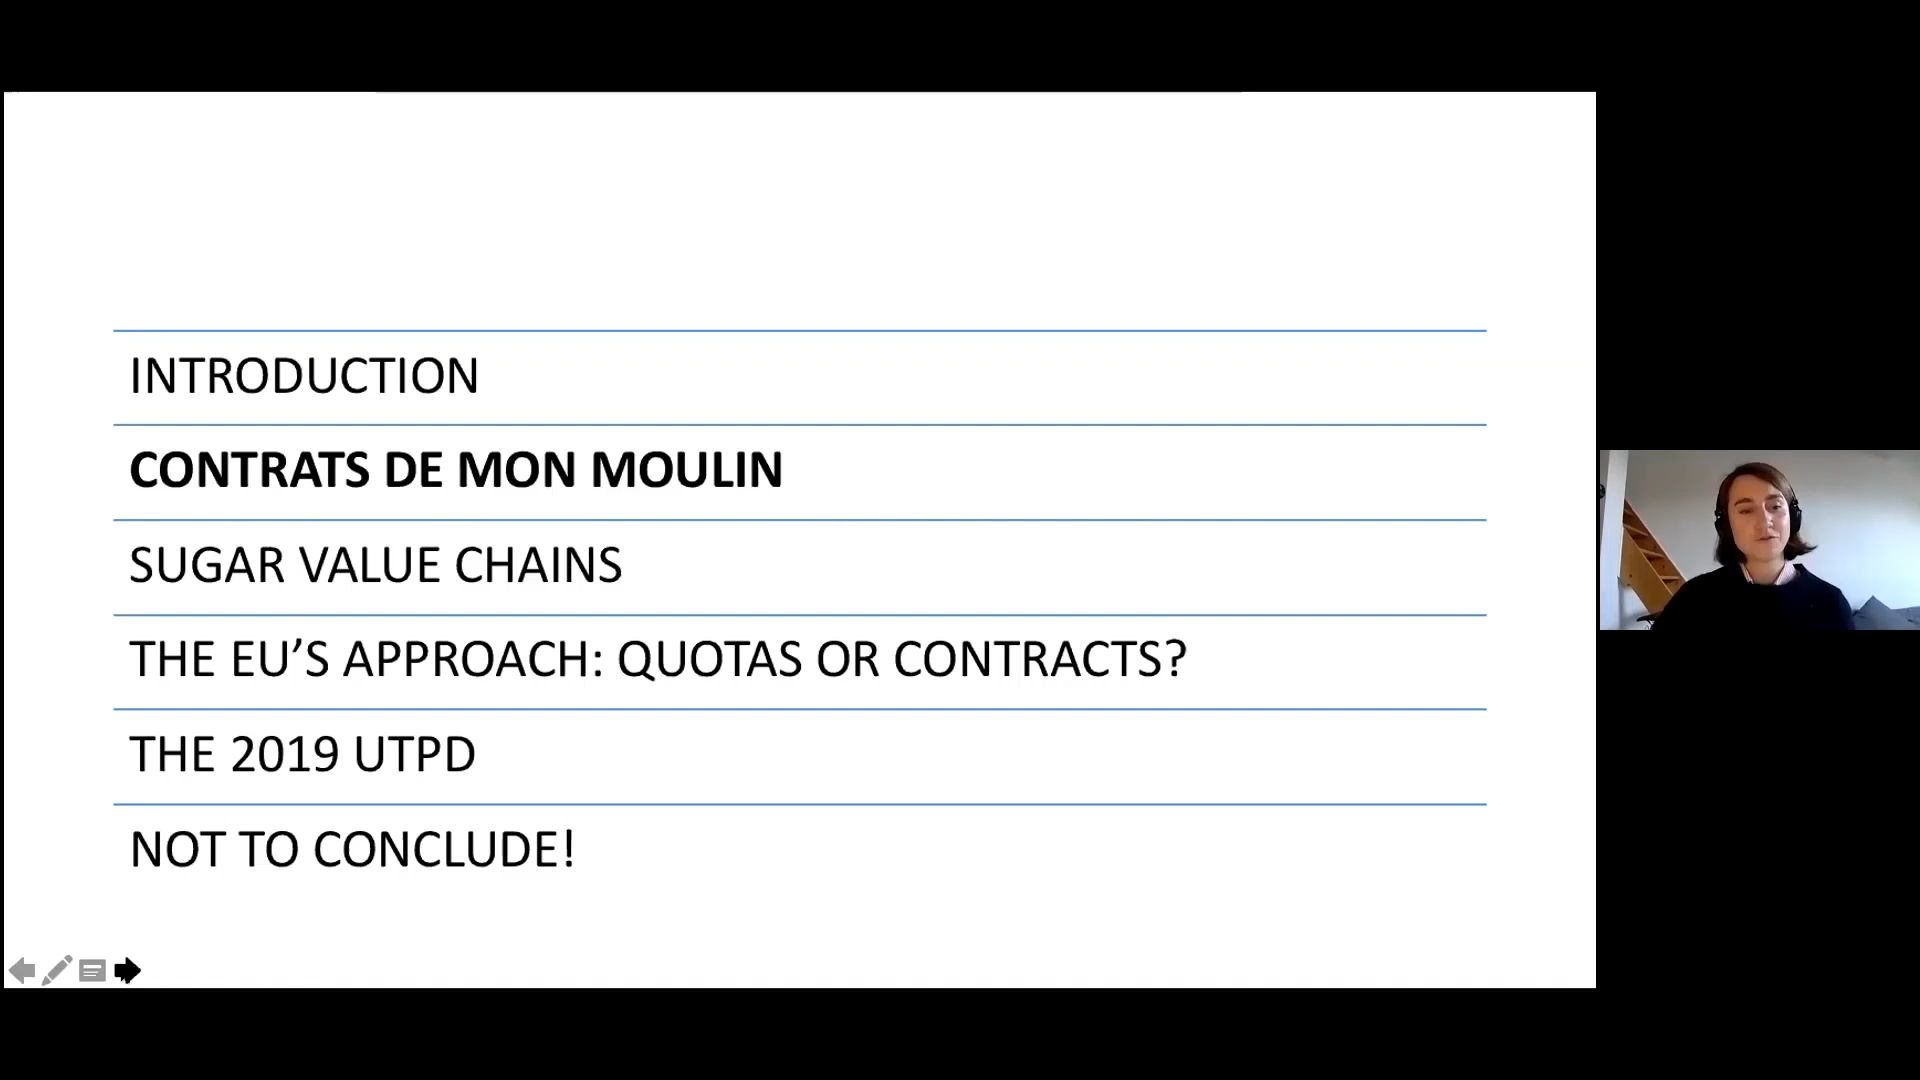 INTRODUCTION
CONTRATS DE MON MOULIN
SUGAR VALUE CHAINS
THE EU’S APPROACH: QUOTAS OR CONTRACTS?
THE 2019 UTPD
NOT TO CONCLUDE!